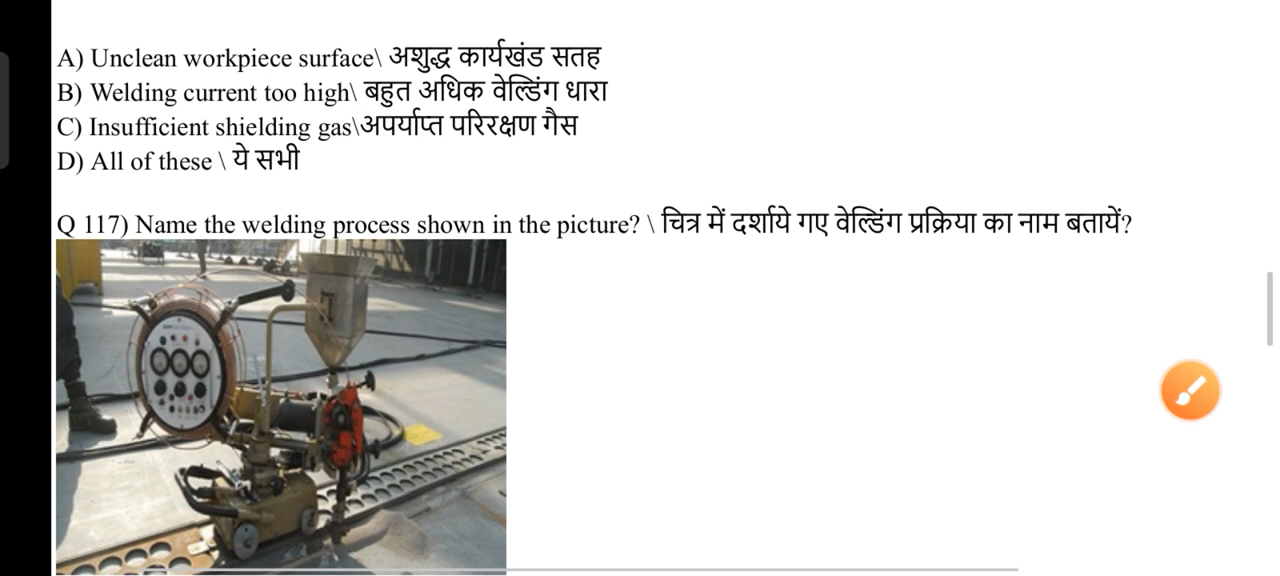 A) Unclean workpiece surface\ अशुद्ध कार्यखंड सतह
B) Welding current too high\ बहुत अधिक वेल्डिंग धारा
C) Insufficient shielding gas\अपर्याप्त परिरक्षण गैस
D) All of these \ ये सभी
Q 117) Name the welding process shown in the picture? \ चित्र में दर्शाये गए वेल्डिंग प्रक्रिया का नाम बतायें?